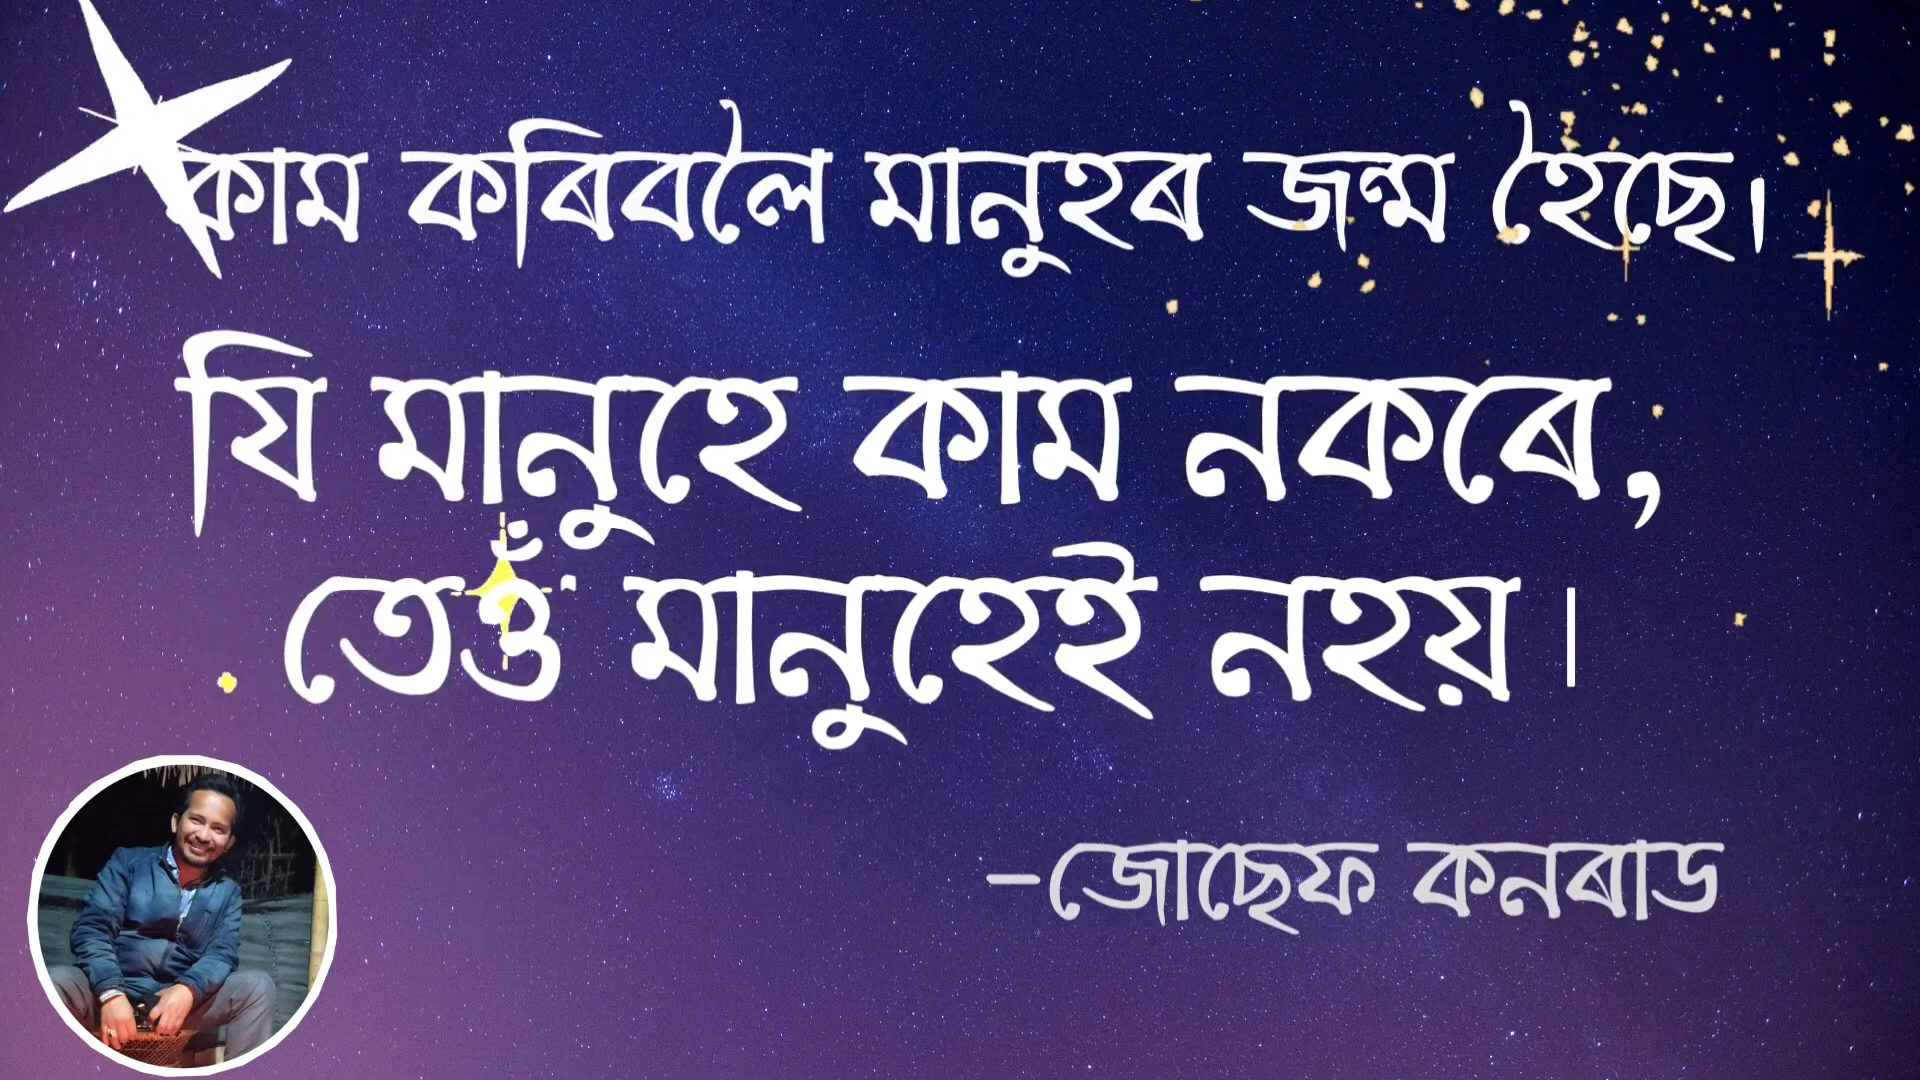 কাম কৰিবলৈ মানুহৰ জন্ম হৈছে।
যি মানুহে কাম নকৰে,
তেওঁ মানুহেই নহয়।
-জোছেফ কনৰাড